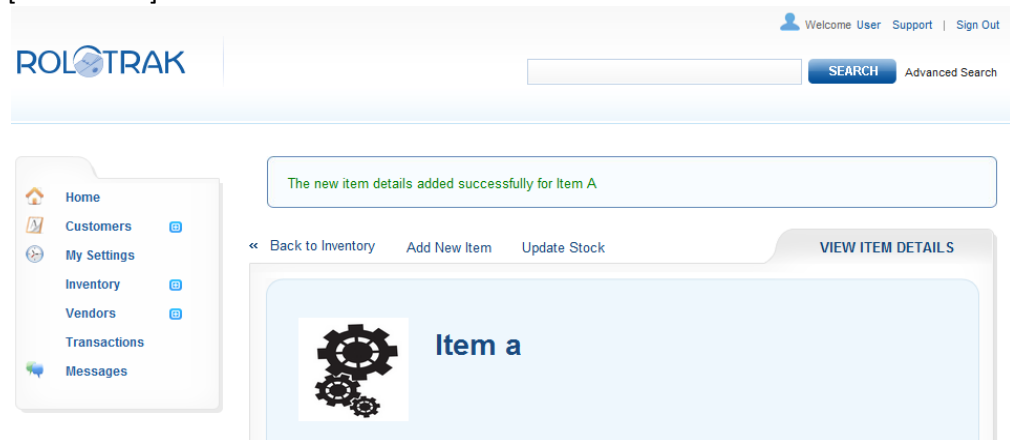 Welcome User Support | Sign Out
ROLOTRAK
SEARCH Advanced Search
The new item details added successfully for Item A
Home
Customers
My Settings
Inventory
Vendors
Transactions
Messages
« Back to Inventory Add New Item Update Stock VIEW ITEM DETAILS
Item a